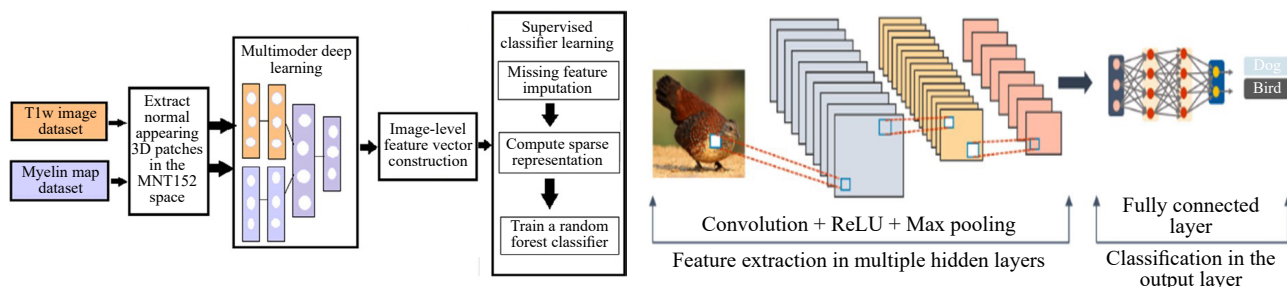 T1w image
dataset
Myelin map
dataset
Extract
normal
appearing
3D patches
in the
MNT152
space
Multimoder deep
learning
Image-level
feature vector
construction
Supervised
classifier learning
Missing feature
imputation
Compute sparse
representation
Train a random
forest classifier
Convolution + ReLU + Max pooling
Feature extraction in multiple hidden layers
Dog
Bird
Fully connected
layer
Classification in the
output layer